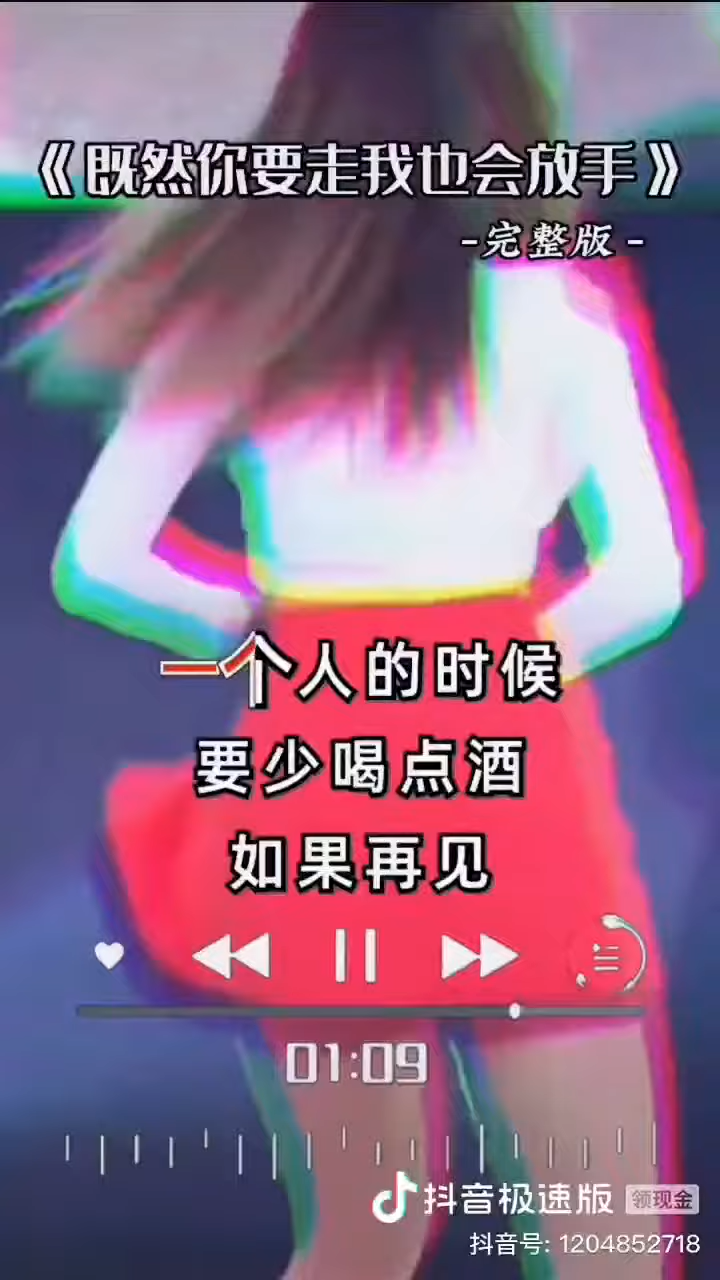 《既然你要走我也会放手》
-完整版-
一个人的时候
要少喝点酒
如果再见
01:09
抖音极速版 领现金
抖音号: 1204852718